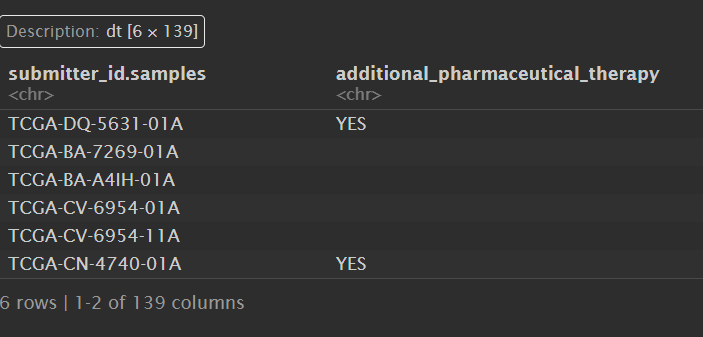 Description: dt [6 × 139]
submitter_id.samples additional_pharmaceutical_therapy
<chr> <chr>
TCGA-DQ-5631-01A YES
TCGA-BA-7269-01A
TCGA-BA-A4IH-01A
TCGA-CV-6954-01A
TCGA-CV-6954-11A
TCGA-CN-4740-01A YES
6 rows | 1-2 of 139 columns